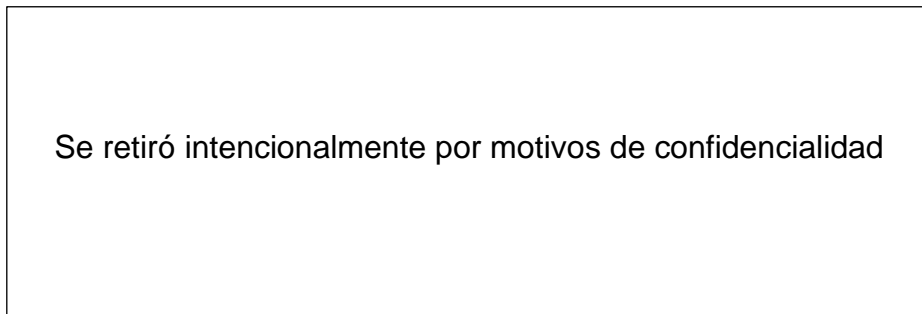 Se retiró intencionalmente por motivos de confidencialidad